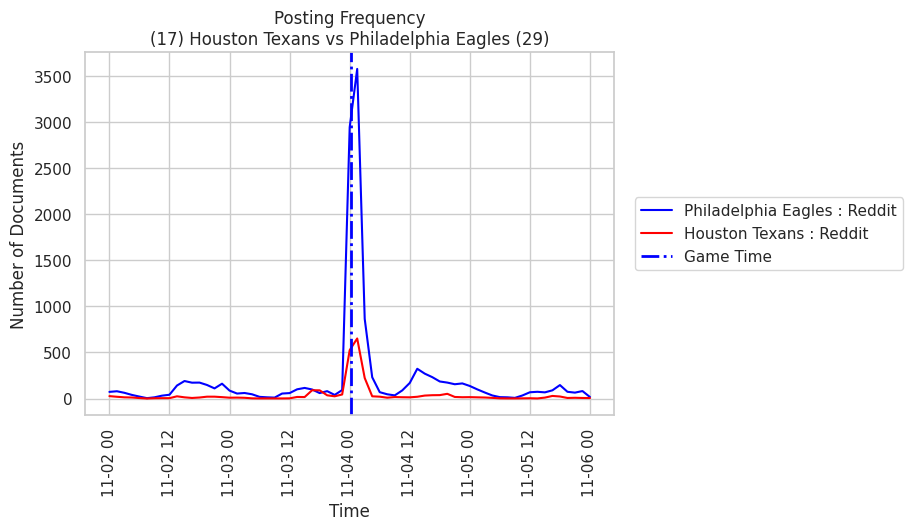 Posting Frequency
(17) Houston Texans vs Philadelphia Eagles (29)
Number of Documents
3500
3000
2500
2000
1500
1000
500
0
11-02 00
11-02 12
11-03 00
11-03 12
11-04 00
11-04 12
11-05 00
11-05 12
11-06 00
Time
Philadelphia Eagles : Reddit
Houston Texans : Reddit
Game Time